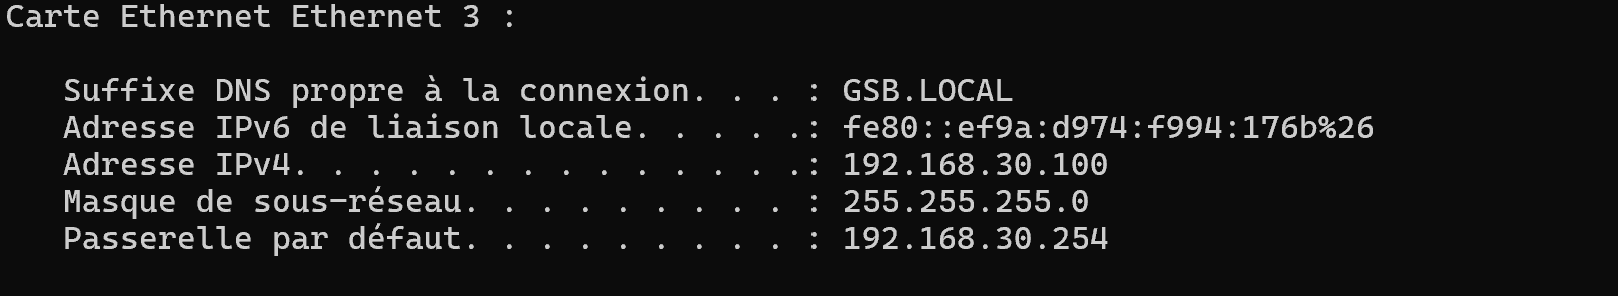 Carte Ethernet Ethernet 3 :
Suffixe DNS propre à la connexion. . . : GSB.LOCAL
Adresse IPv6 de liaison locale. . . . .: fe80::ef9a:d974:f994:176b%26
Adresse IPv4. . . . . . . . . . . . . .: 192.168.30.100
Masque de sous-réseau. . . . . . . . . : 255.255.255.0
Passerelle par défaut. . . . . . . . . : 192.168.30.254